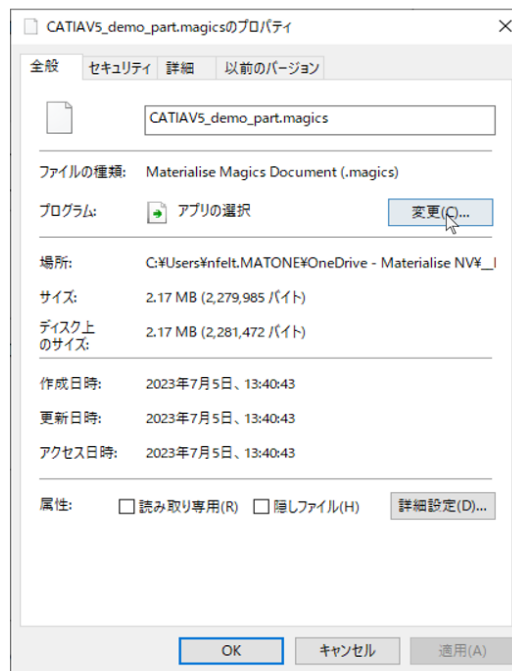 CATIAV5_demo_part.magicsのプロパティ
全般 セキュリティ 詳細 以前のバージョン
CATIAV5_demo_part.magics
ファイルの種類: Materialise Magics Document (.magics)
プログラム: アプリの選択 変更(C)...
場所: C:¥Users¥nfelt.MATONE¥OneDrive - Materialise NV¥__I
サイズ: 2.17 MB (2,279,985 バイト)
ディスク上
のサイズ: 2.17 MB (2,281,472 バイト)
作成日時: 2023年7月5日、13:40:43
更新日時: 2023年7月5日、13:40:43
アクセス日時: 2023年7月5日、13:40:43
属性: 読み取り専用(R) 隠しファイル(H) 詳細設定(D)...
OK キャンセル 適用(A)